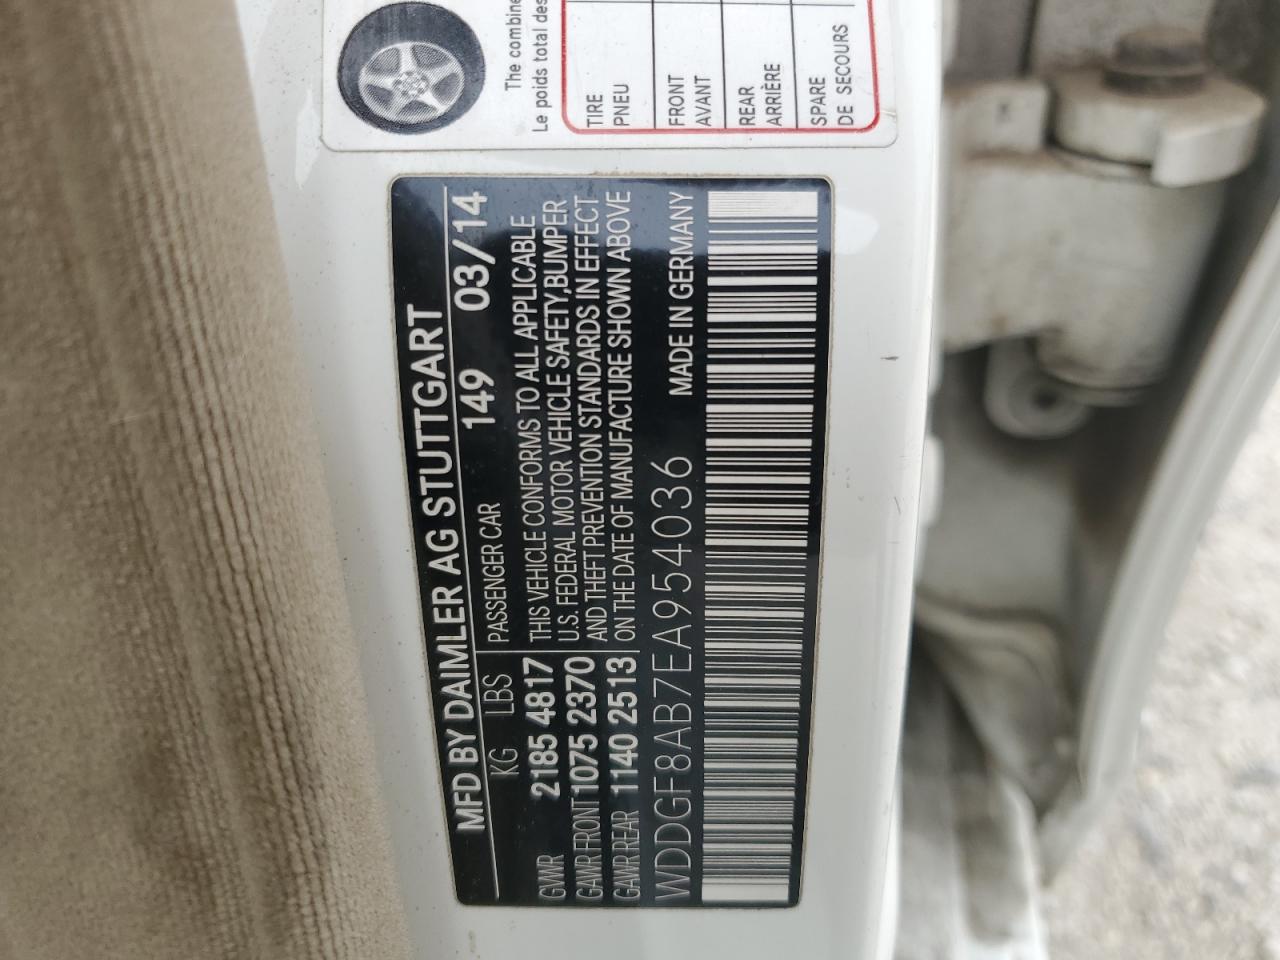 MFD BY DAIMLER AG STUTTGART
KG LBS PASSENGER CAR 149 03/14
GVWR 2185 4817
GAWR FRONT 1075 2370
GAWR REAR 1140 2513
THIS VEHICLE CONFORMS TO ALL APPLICABLE
U.S. FEDERAL MOTOR VEHICLE SAFETY,BUMPER
AND THEFT PREVENTION STANDARDS IN EFFECT
ON THE DATE OF MANUFACTURE SHOWN ABOVE
WDDGF8AB7EA954036 MADE IN GERMANY
The combine
Le poids total des
TIRE
PNEU
FRONT
AVANT
REAR
ARRIÈRE
SPARE
DE SECOURS